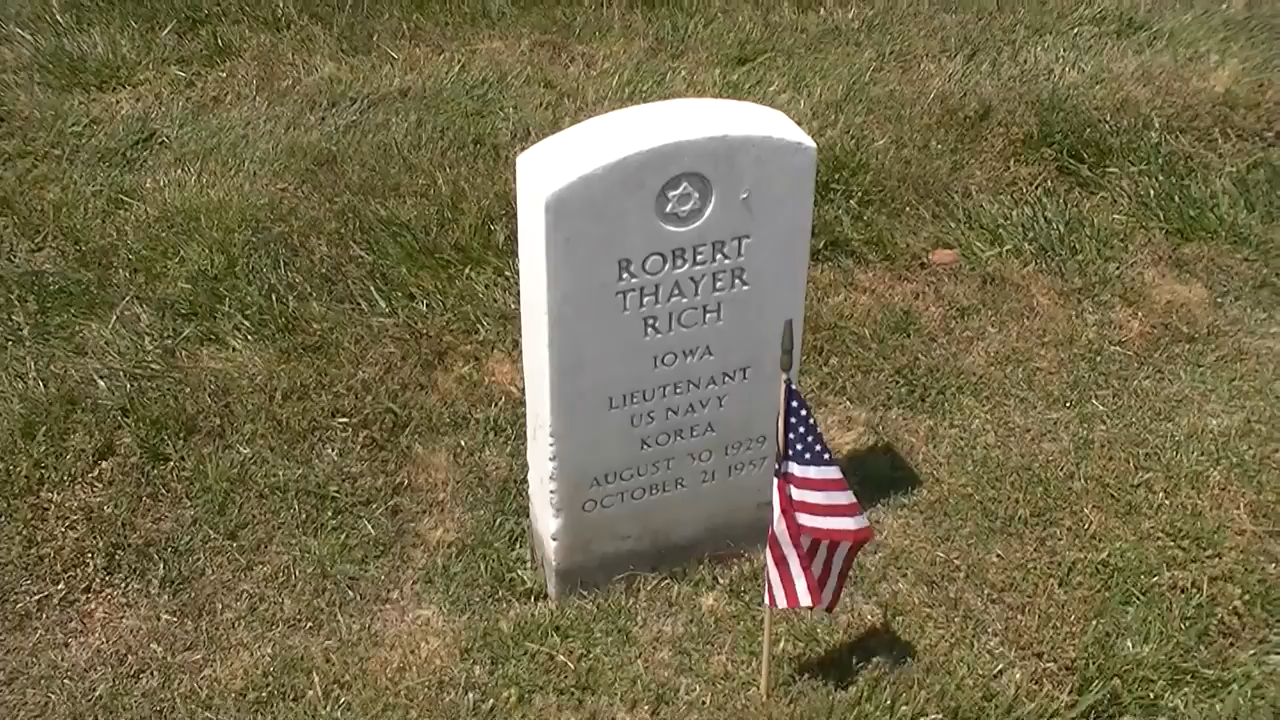 ROBERT
THAYER
RICH
IOWA
LIEUTENANT
US NAVY
KOREA
AUGUST 30 1929
OCTOBER 21 1957